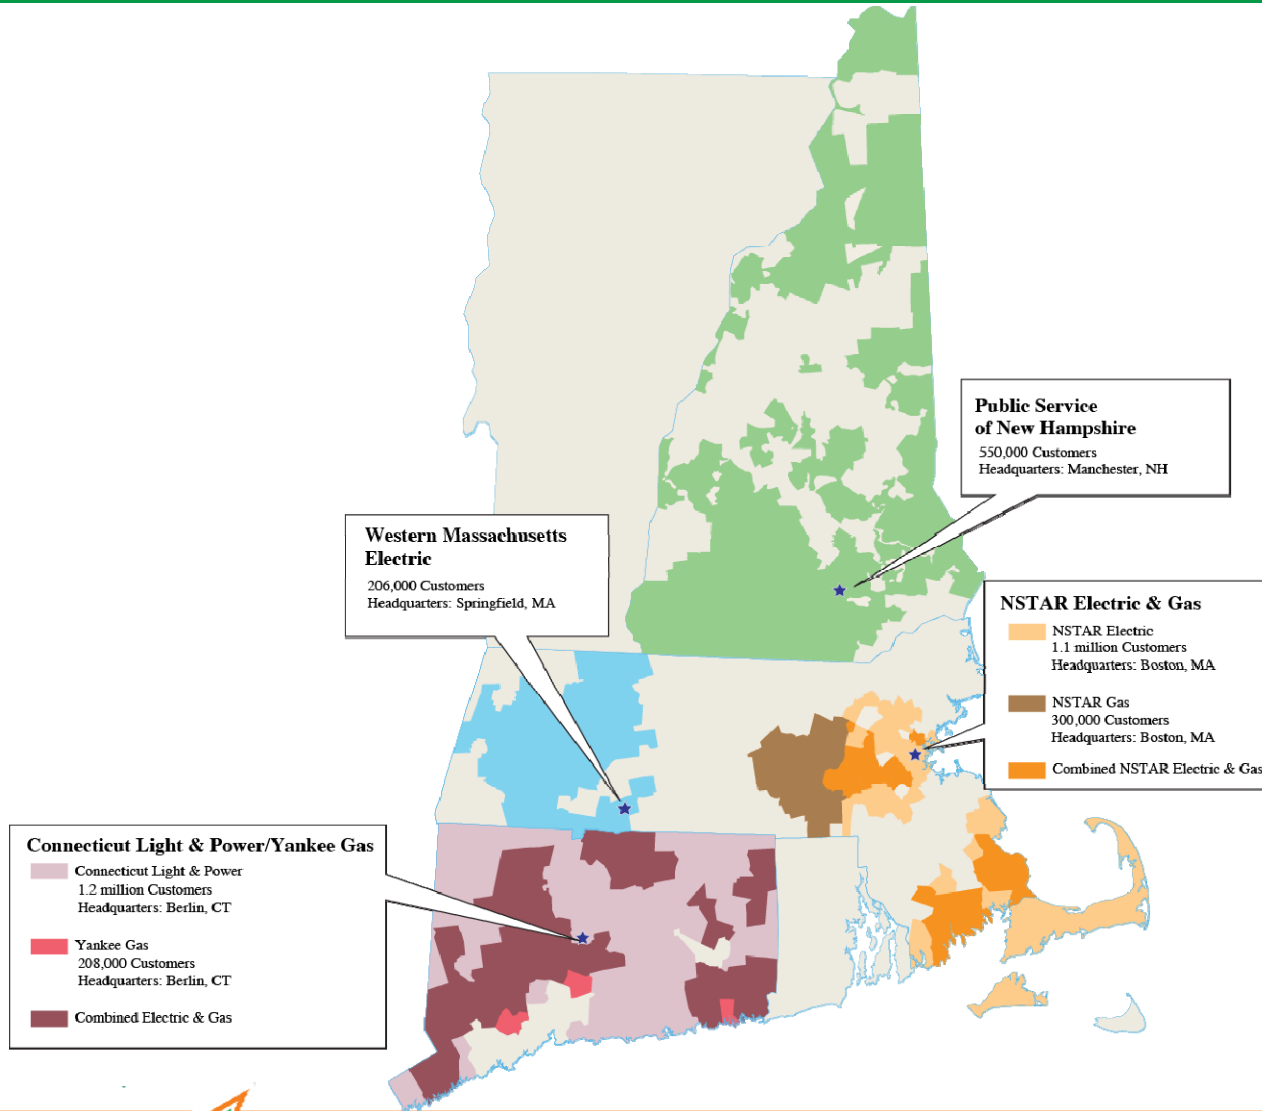 Public Service
of New Hampshire
550,000 Customers
Headquarters: Manchester, NH
Western Massachusetts
Electric
206,000 Customers
Headquarters: Springfield, MA
NSTAR Electric & Gas
NSTAR Electric
1.1 million Customers
Headquarters: Boston, MA
NSTAR Gas
300,000 Customers
Headquarters: Boston, MA
Combined NSTAR Electric & Gas
Connecticut Light & Power/Yankee Gas
Connecticut Light & Power
1.2 million Customers
Headquarters: Berlin, CT
Yankee Gas
208,000 Customers
Headquarters: Berlin, CT
Combined Electric & Gas